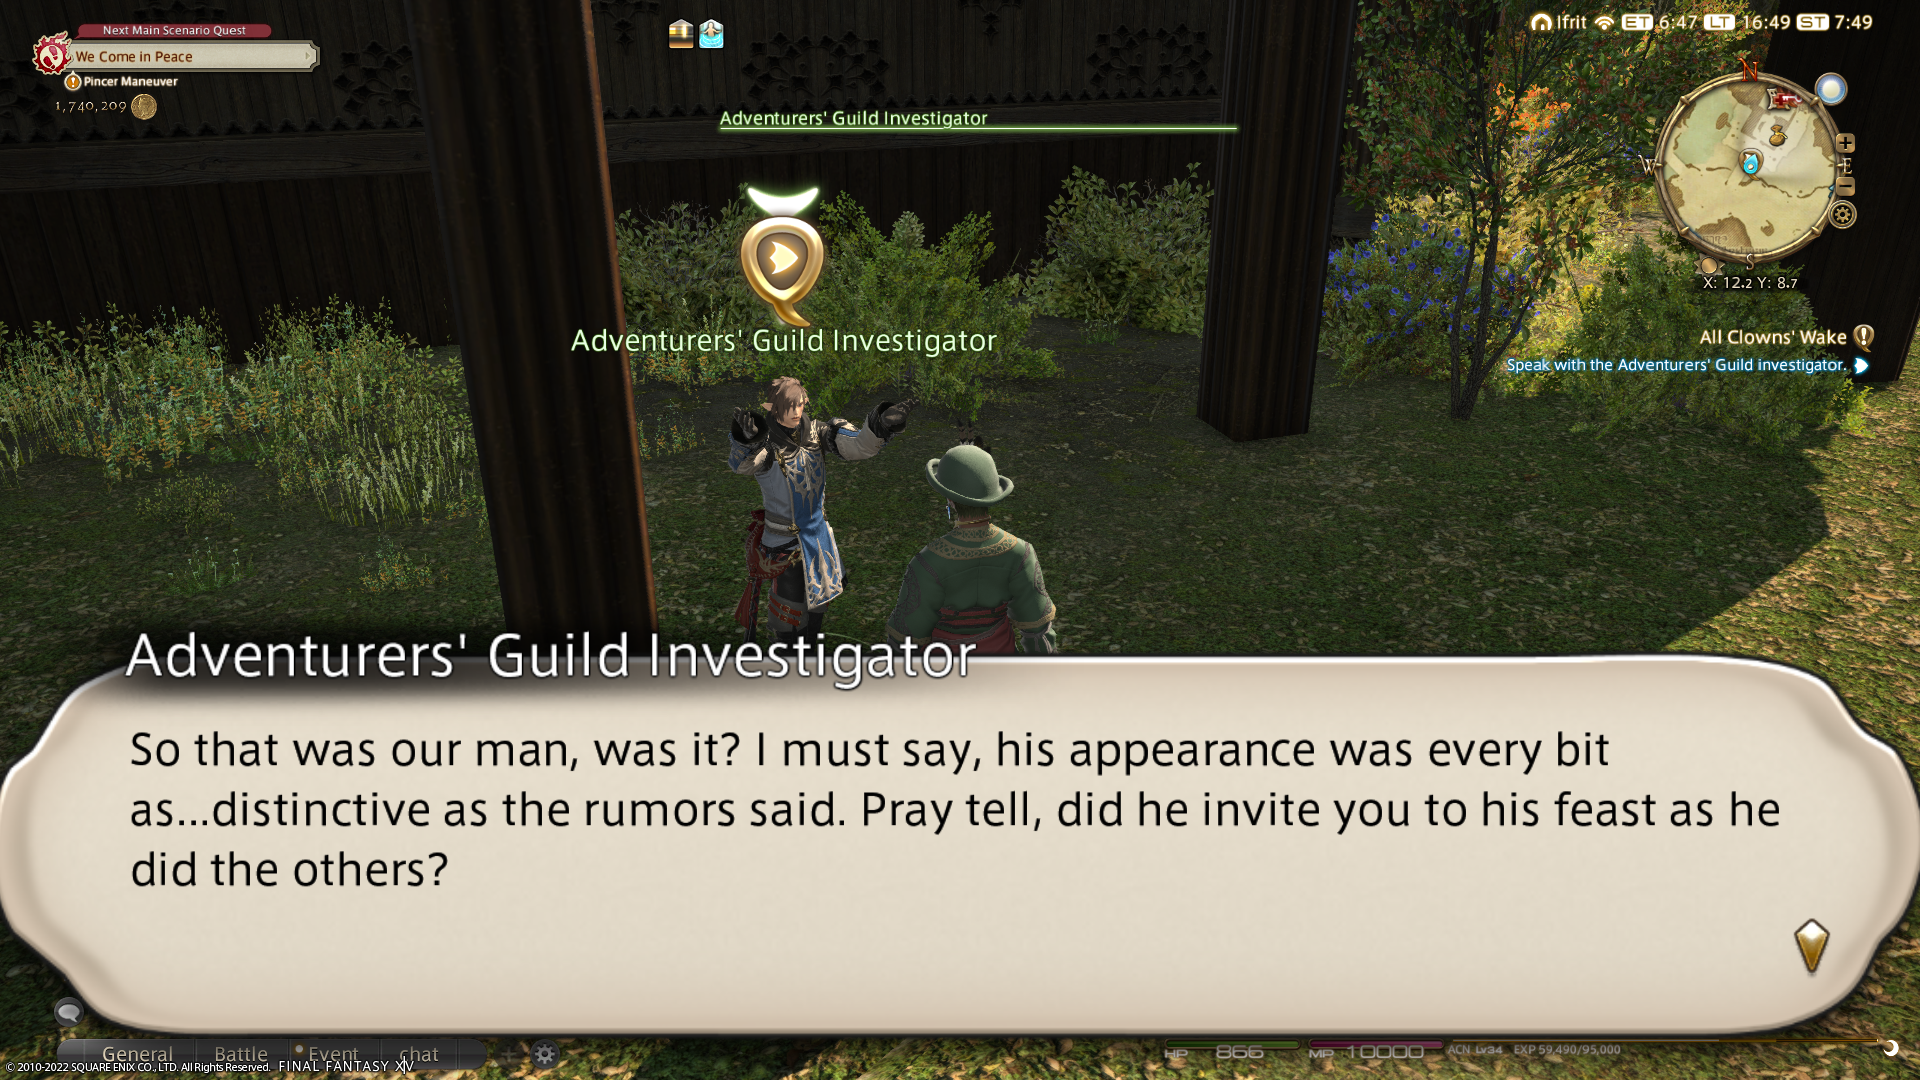 Next Main Scenario Quest
We Come in Peace
Pincer Maneuver
1,740,209
Ifrit ET 6:47 LT 16:49 ST 7:49
N
W
E
S
X: 12.2 Y: 8.7
All Clowns' Wake
Speak with the Adventurers' Guild investigator.
Adventurers' Guild Investigator
Adventurers' Guild Investigator
Adventurers' Guild Investigator
So that was our man, was it? I must say, his appearance was every bit
as...distinctive as the rumors said. Pray tell, did he invite you to his feast as he
did the others?
General Battle Event chat
HP 866 MP 10000 ACN Lv34 EXP 59,490/95,000
© 2010-2022 SQUARE ENIX CO., LTD. All Rights Reserved. FINAL FANTASY XIV